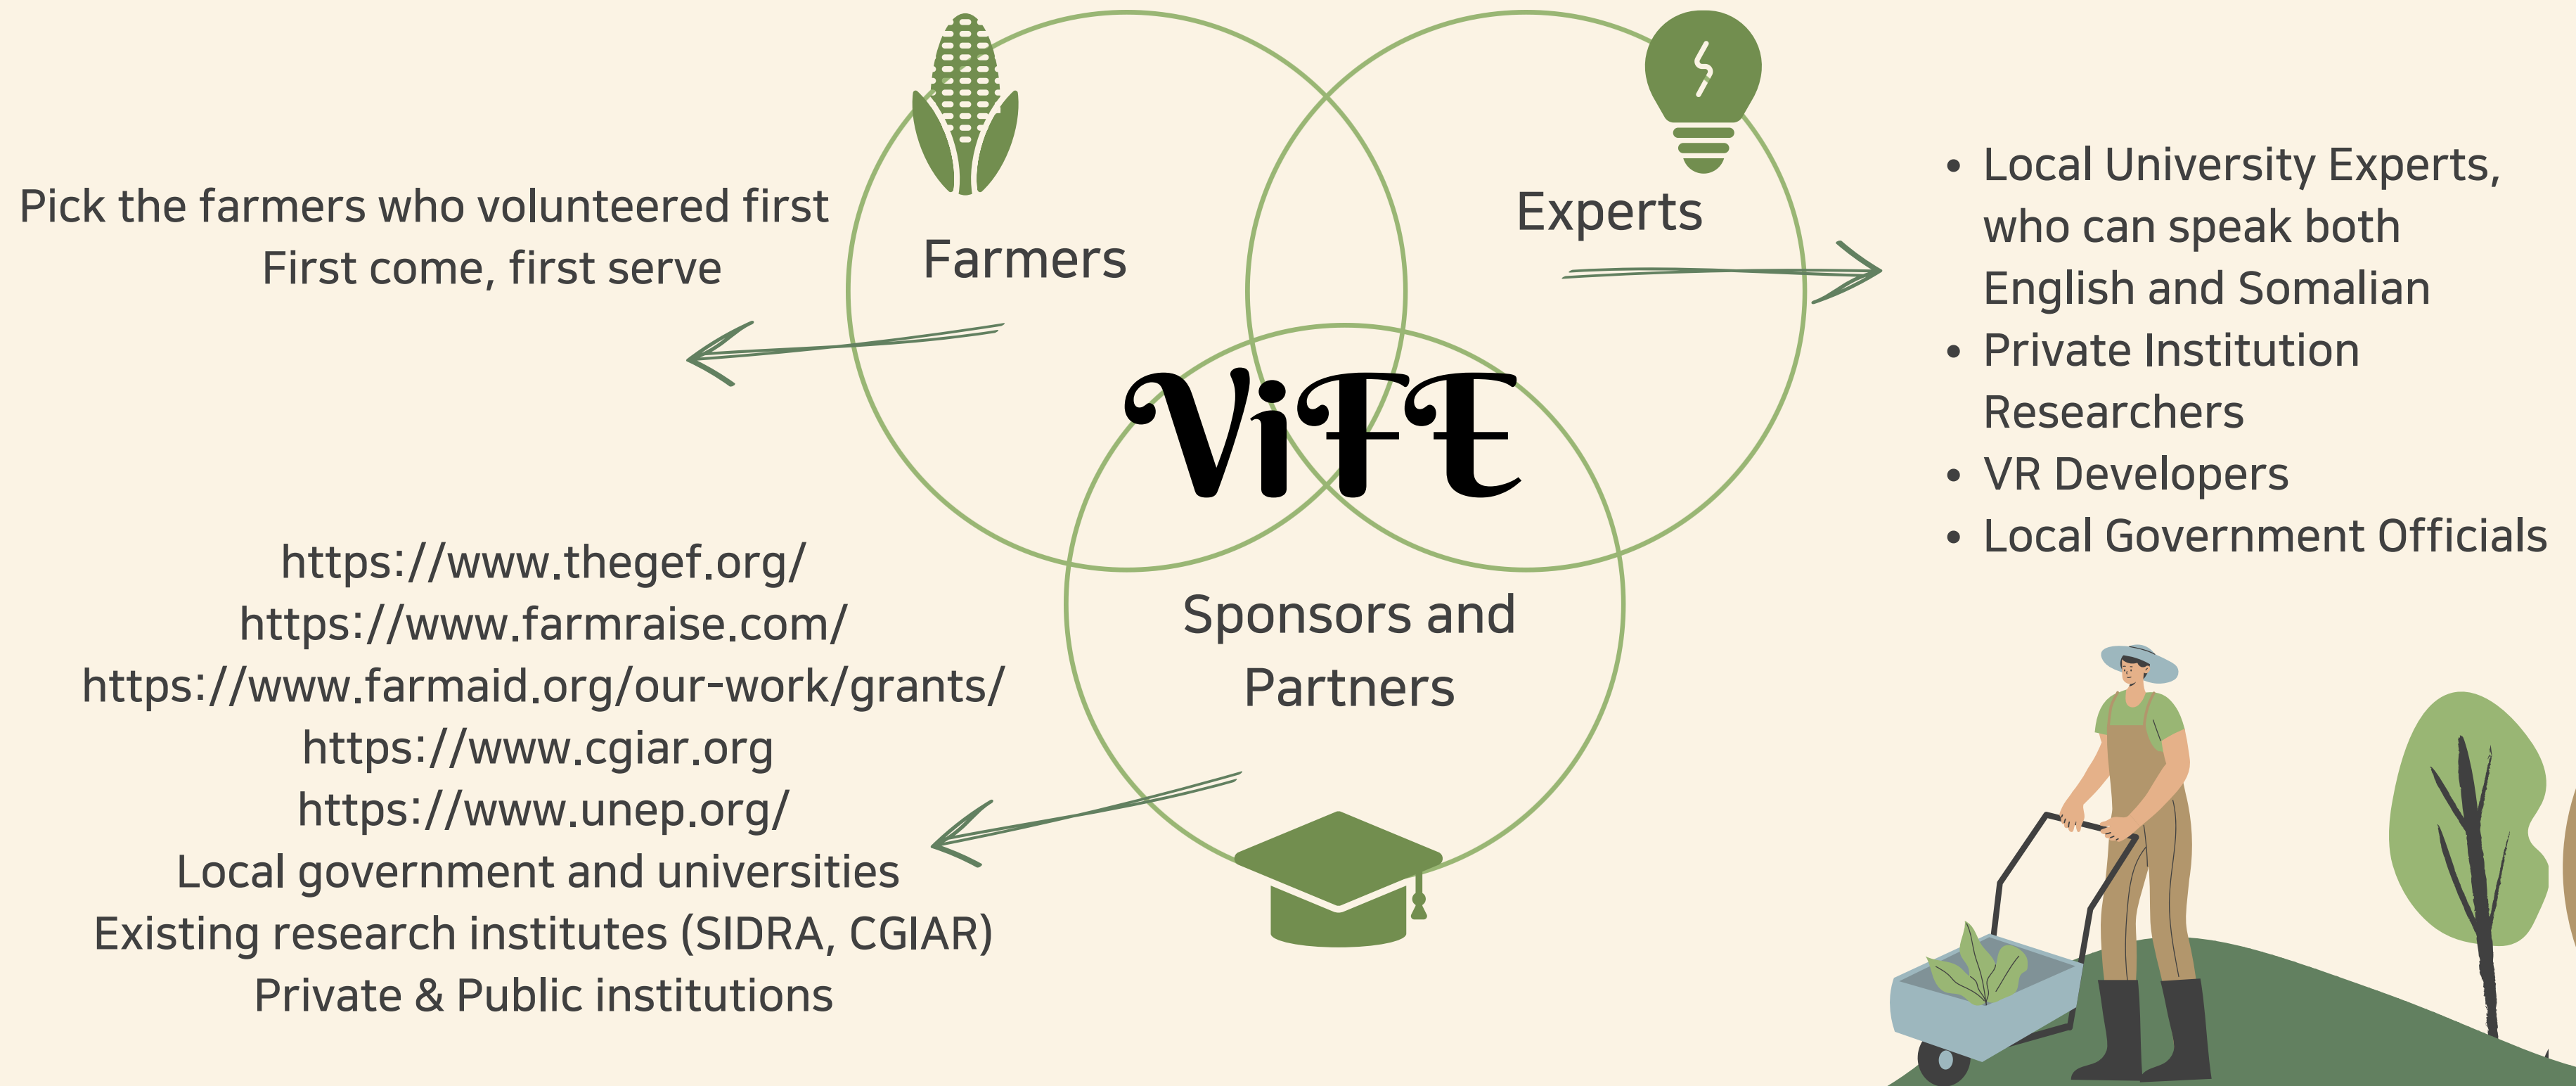 Pick the farmers who volunteered first
First come, first serve
Farmers
Experts
• Local University Experts,
who can speak both
English and Somalian
• Private Institution
Researchers
• VR Developers
• Local Government Officials
ViFE
Sponsors and
Partners
https://www.thegef.org/
https://www.farmraise.com/
https://www.farmaid.org/our-work/grants/
https://www.cgiar.org
https://www.unep.org/
Local government and universities
Existing research institutes (SIDRA, CGIAR)
Private & Public institutions